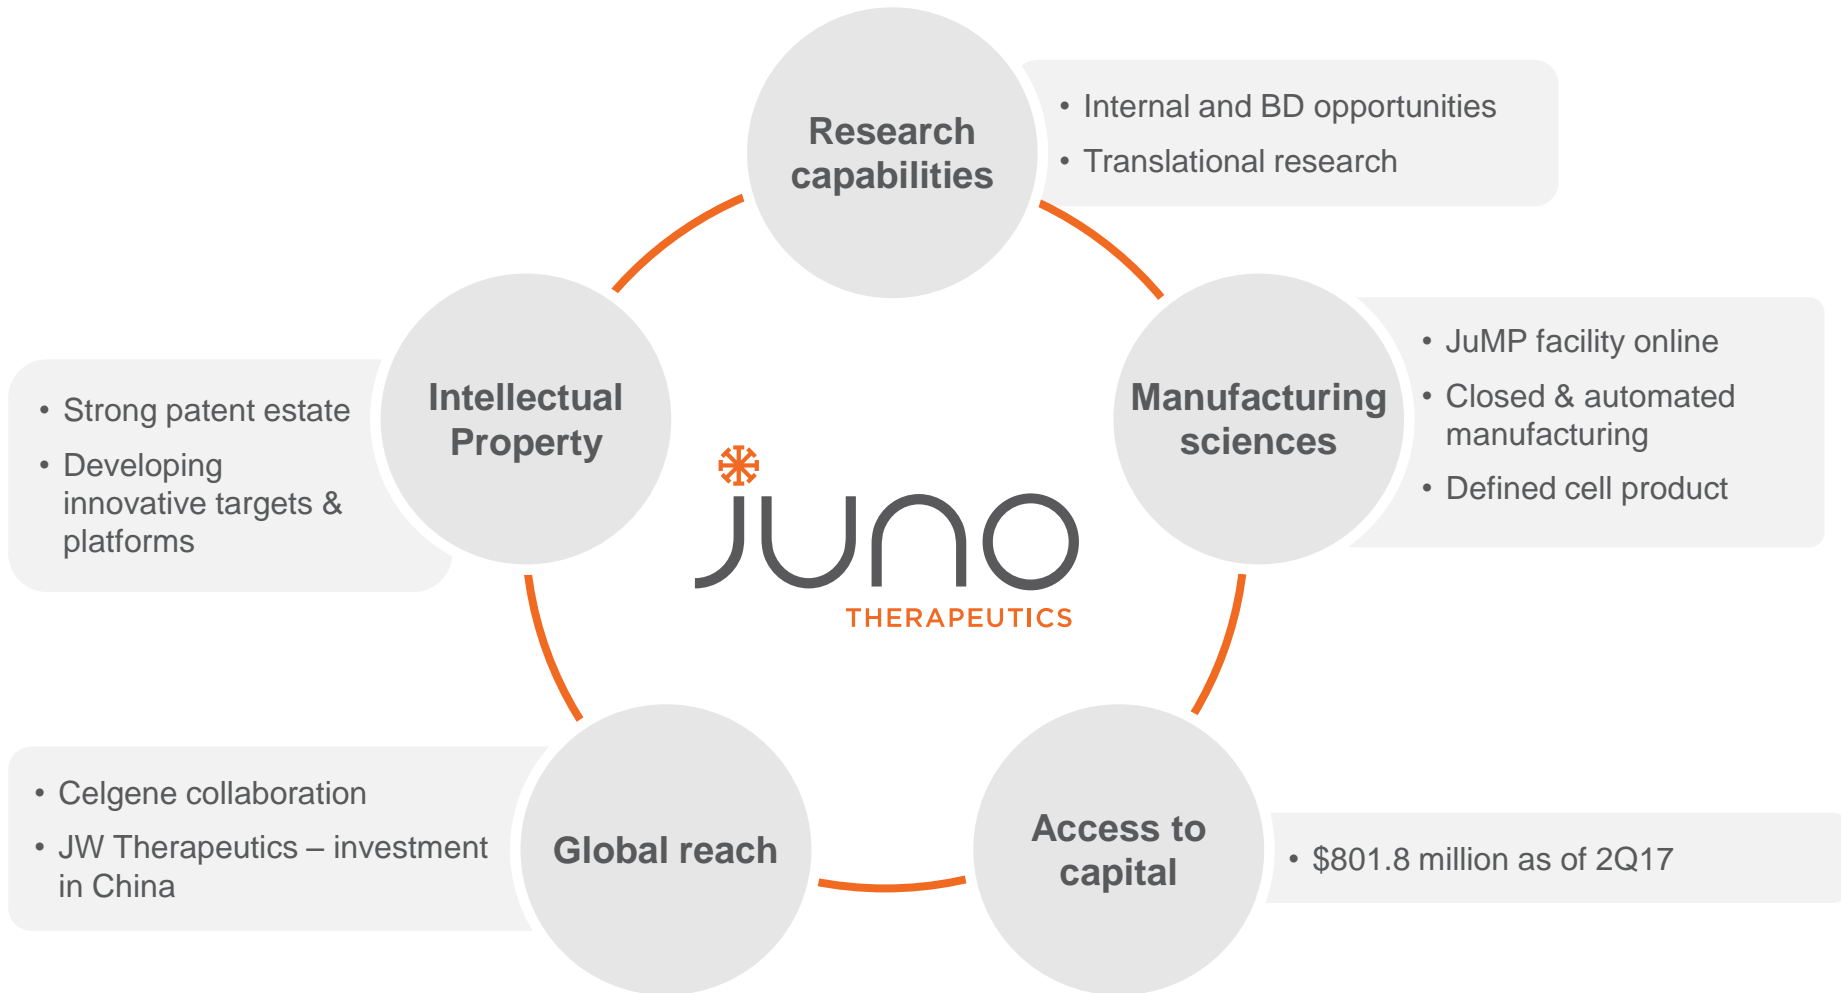 Research
capabilities
• Internal and BD opportunities
• Translational research
Manufacturing
sciences
• JuMP facility online
• Closed & automated
manufacturing
• Defined cell product
Access to
capital
• $801.8 million as of 2Q17
Global reach
• Celgene collaboration
• JW Therapeutics – investment
in China
Intellectual
Property
• Strong patent estate
• Developing
innovative targets &
platforms
juno
THERAPEUTICS